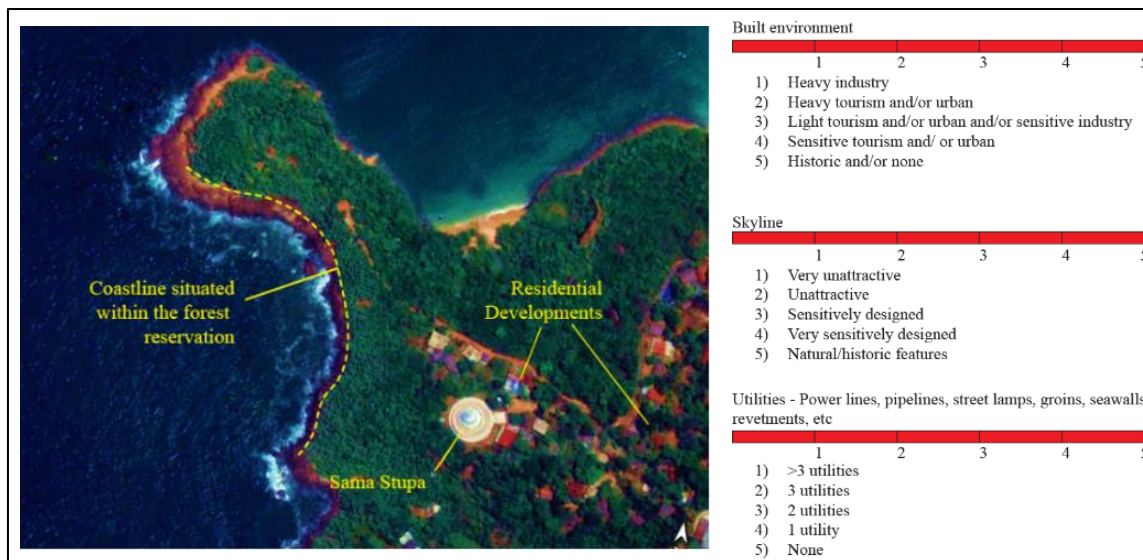 Coastline situated
within the forest
reservation
Residential
Developments
Sama Stupa
Built environment
1 2 3 4 5
1) Heavy industry
2) Heavy tourism and/or urban
3) Light tourism and/or urban and/or sensitive industry
4) Sensitive tourism and/ or urban
5) Historic and/or none
Skyline
1 2 3 4 5
1) Very unattractive
2) Unattractive
3) Sensitively designed
4) Very sensitively designed
5) Natural/historic features
Utilities - Power lines, pipelines, street lamps, groins, seawalls
revetments, etc
1 2 3 4 5
1) >3 utilities
2) 3 utilities
3) 2 utilities
4) 1 utility
5) None